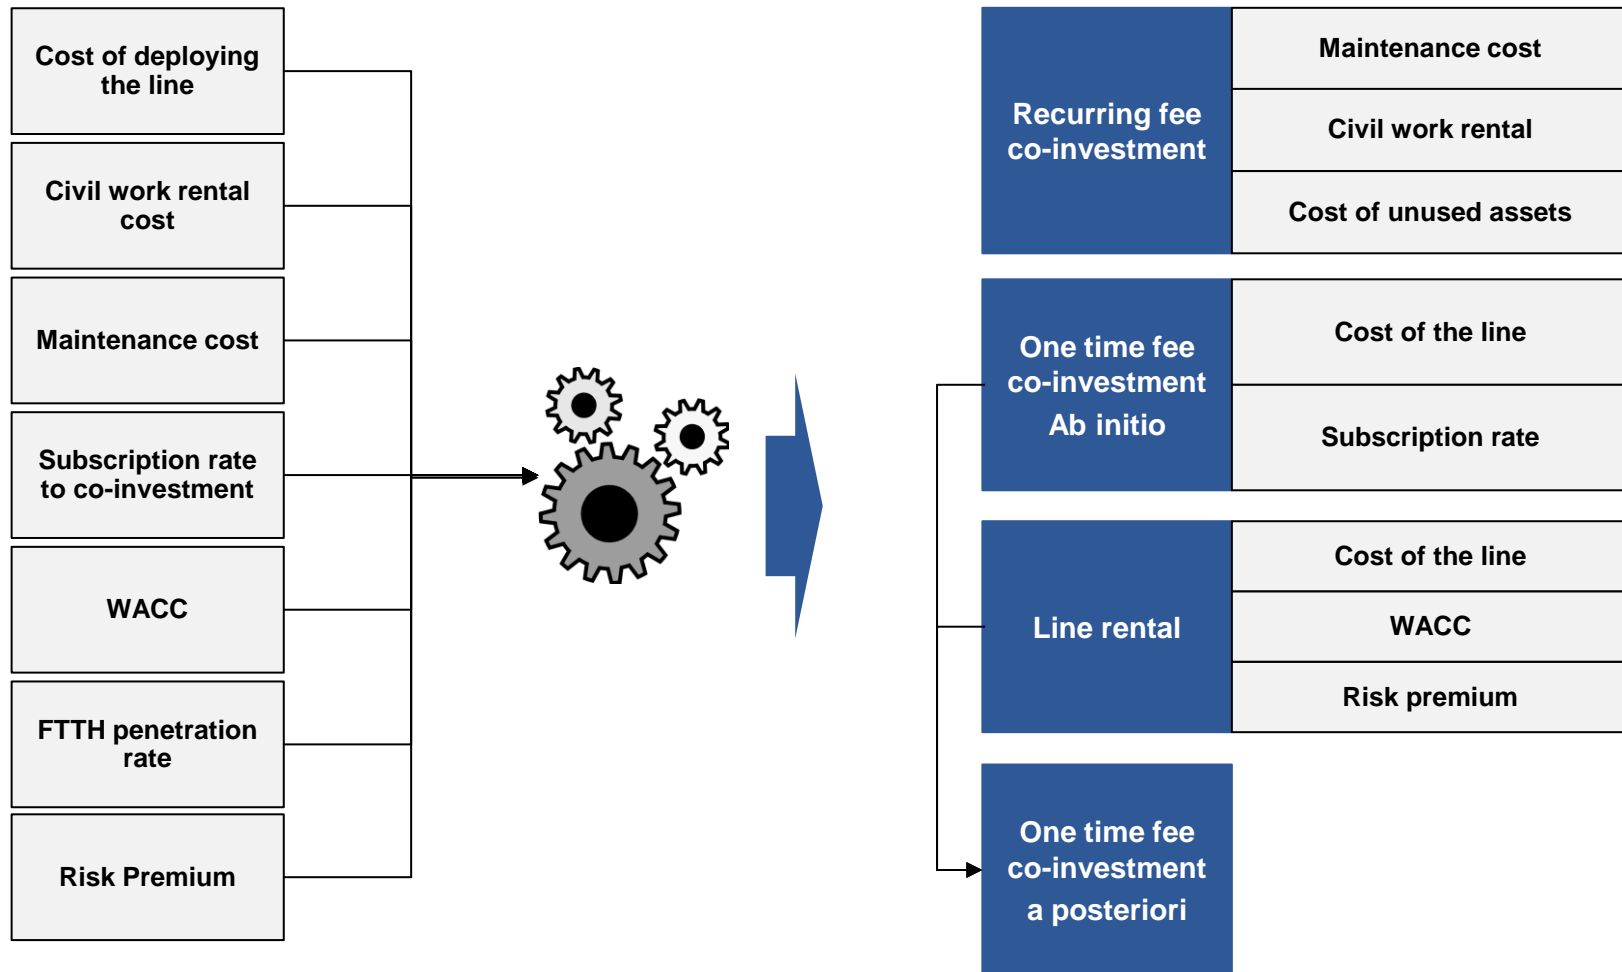 Cost of deploying
the line
Civil work rental
cost
Maintenance cost
Subscription rate
to co-investment
WACC
FTTH penetration
rate
Risk Premium
Recurring fee
co-investment
Maintenance cost
Civil work rental
Cost of unused assets
One time fee
co-investment
Ab initio
Cost of the line
Subscription rate
Line rental
Cost of the line
WACC
Risk premium
One time fee
co-investment
a posteriori